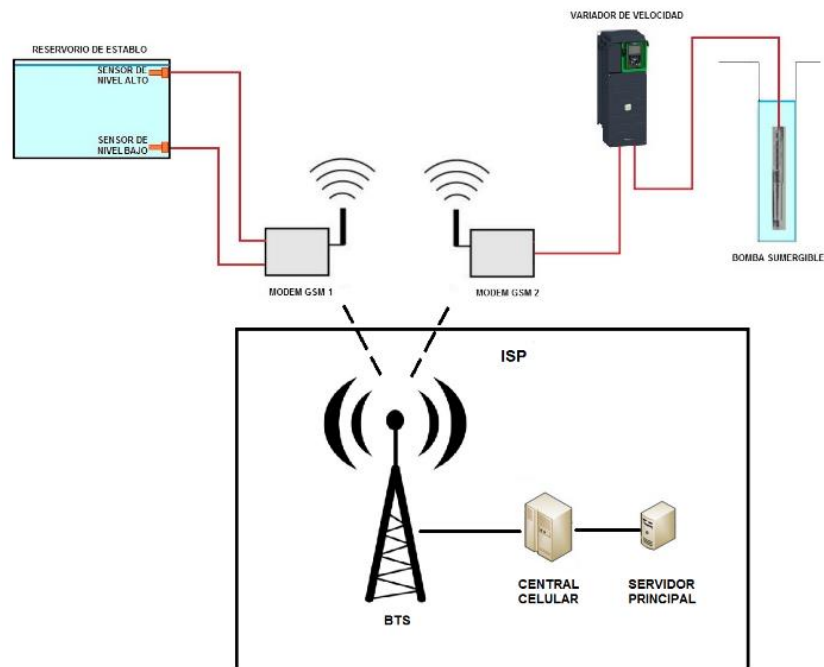 VARIADOR DE VELOCIDAD
RESERVORIO DE ESTABLO
SENSOR DE
NIVEL ALTO
SENSOR DE
NIVEL BAJO
BOMBA SUMERGIBLE
MODEM GSM 1
MODEM GSM 2
ISP
CENTRAL
CELULAR
SERVIDOR
PRINCIPAL
BTS